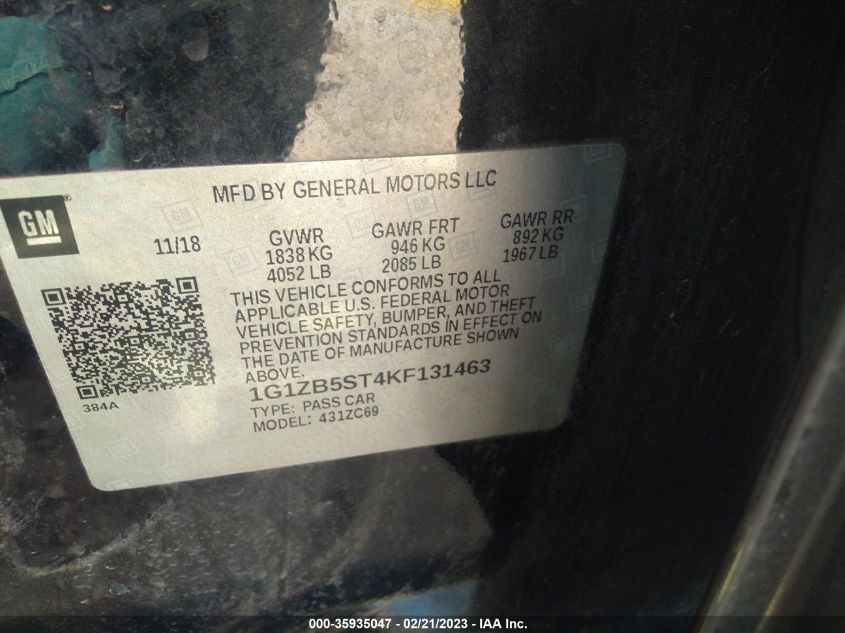 MFD BY GENERAL MOTORS LLC
GM®
11/18
GVWR
1838 KG
4052 LB
GAWR FRT
946 KG
2085 LB
GAWR RR
892 KG
1967 LB
THIS VEHICLE CONFORMS TO ALL
APPLICABLE U.S. FEDERAL MOTOR
VEHICLE SAFETY, BUMPER, AND THEFT
PREVENTION STANDARDS IN EFFECT ON
THE DATE OF MANUFACTURE SHOWN
ABOVE.
384A
1G1ZB5ST4KF131463
TYPE: PASS CAR
MODEL: 431ZC69
000-35935047 - 02/21/2023 - IAA Inc.